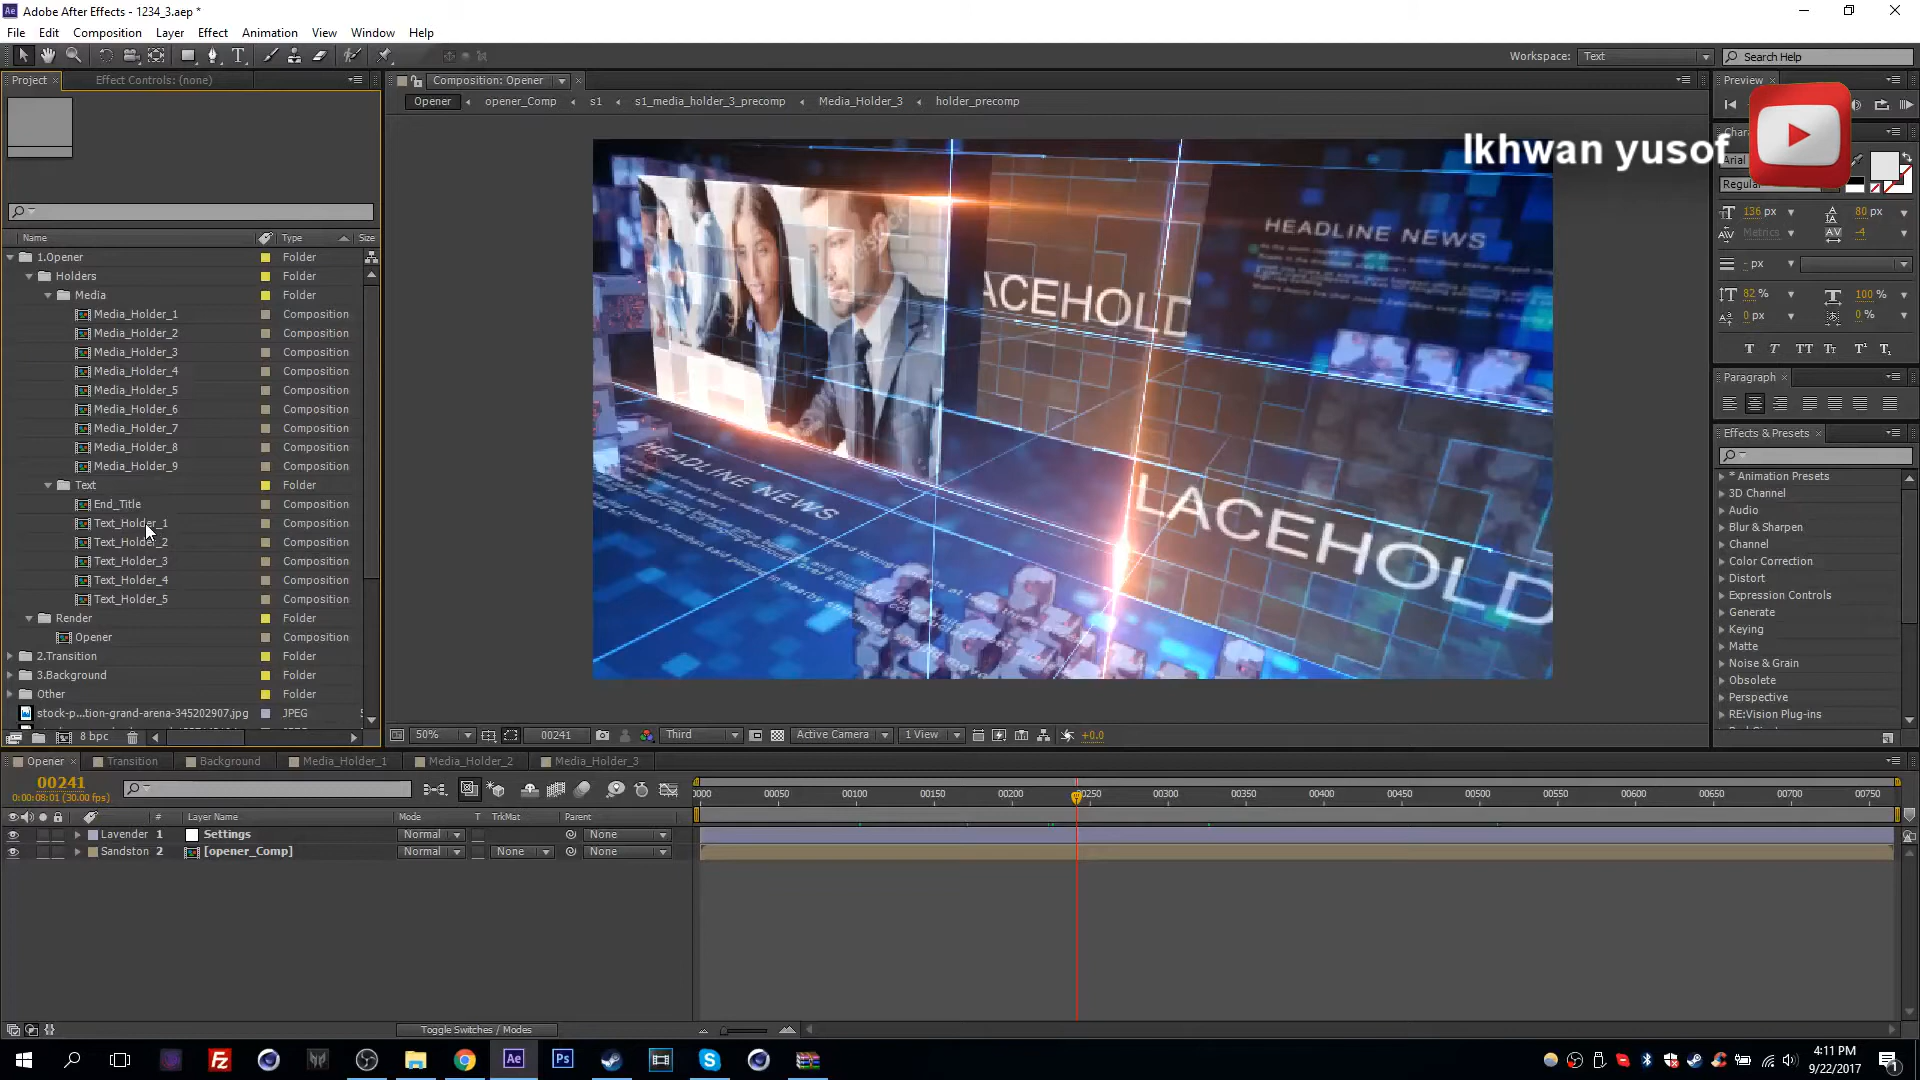 Adobe After Effects - 1234_3.aep *
File Edit Composition Layer Effect Animation View Window Help
Workspace: Text Search Help
Project Effect Controls: (none)
Composition: Opener
Preview
Opener opener_Comp s1 s1_media_holder_3_precomp Media_Holder_3 holder_precomp
Ikhwan yusof
Arial
Regular
136 px 80 px
Metrics -4
- px
82 % 100 %
0 px 0 %
Paragraph
Effects & Presets
* Animation Presets
3D Channel
Audio
Blur & Sharpen
Channel
Color Correction
Distort
Expression Controls
Generate
Keying
Matte
Noise & Grain
Obsolete
Perspective
RE:Vision Plug-ins
Name Type Size
1.Opener Folder
Holders Folder
Media Folder
Media_Holder_1 Composition
Media_Holder_2 Composition
Media_Holder_3 Composition
Media_Holder_4 Composition
Media_Holder_5 Composition
Media_Holder_6 Composition
Media_Holder_7 Composition
Media_Holder_8 Composition
Media_Holder_9 Composition
Text Folder
End_Title Composition
Text_Holder_1 Composition
Text_Holder_2 Composition
Text_Holder_3 Composition
Text_Holder_4 Composition
Text_Holder_5 Composition
Render Folder
Opener Composition
2.Transition Folder
3.Background Folder
Other Folder
stock-p...tion-grand-arena-345202907.jpg JPEG
8 bpc
HEADLINE NEWS
ACEHOLD
LACEHOLD
HEADLINE NEWS
50% 00241 Third Active Camera 1 View +0.0
Opener Transition Background Media_Holder_1 Media_Holder_2 Media_Holder_3
00241
0:00:08:01 (30.00 fps)
0000 00050 00100 00150 00200 00250 00300 00350 00400 00450 00500 00550 00600 00650 00700 00750
# Layer Name Mode T TrkMat Parent
Lavender 1 Settings Normal None
Sandston 2 [opener_Comp] Normal None None
Toggle Switches / Modes
4:11 PM
9/22/2017